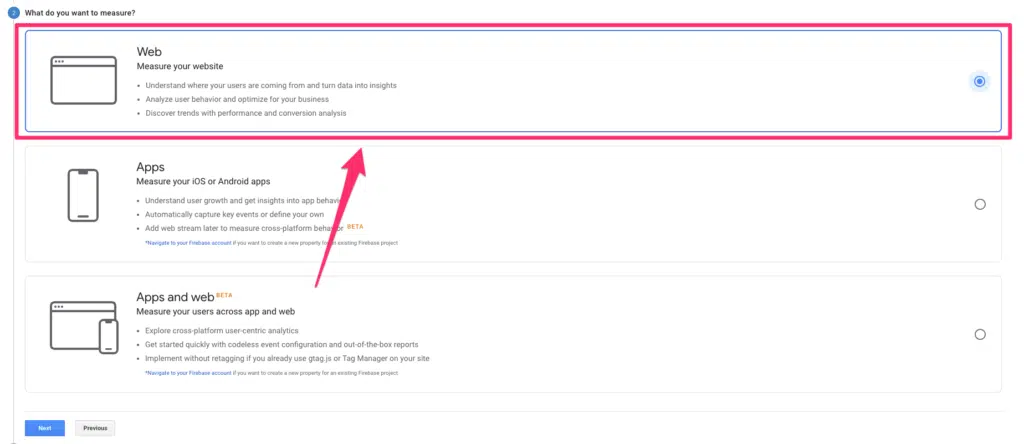 2 What do you want to measure?
Web
Measure your website
Understand where your users are coming from and turn data into insights
Analyze user behavior and optimize for your business
Discover trends with performance and conversion analysis
Apps
Measure your iOS or Android apps
Understand user growth and get insights into app behavi
Automatically capture key events or define your own
Add web stream later to measure cross-platform behavior BETA
*Navigate to your Firebase account if you want to create a new property for an existing Firebase project
Apps and web BETA
Measure your users across app and web
Explore cross-platform user-centric analytics
Get started quickly with codeless event configuration and out-of-the-box reports
Implement without retagging if you already use gtag.js or Tag Manager on your site
*Navigate to your Firebase account if you want to create a new property for an existing Firebase project
Next Previous